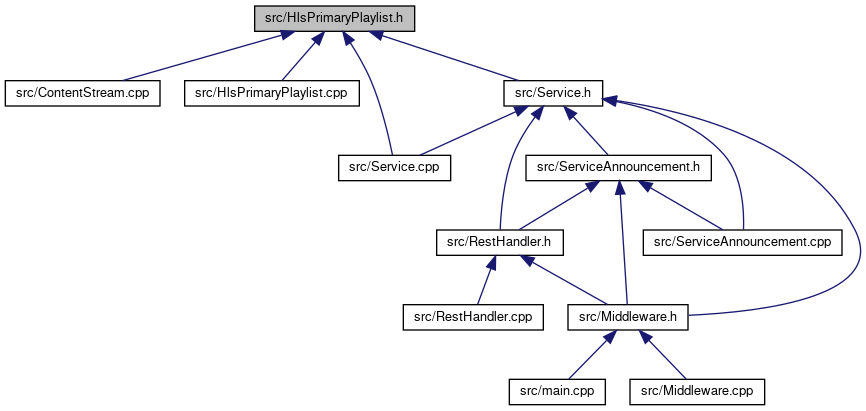 src/HlsPrimaryPlaylist.h
src/ContentStream.cpp
src/HlsPrimaryPlaylist.cpp
src/Service.h
src/Service.cpp
src/ServiceAnnouncement.h
src/RestHandler.h
src/ServiceAnnouncement.cpp
src/RestHandler.cpp
src/Middleware.h
src/main.cpp
src/Middleware.cpp